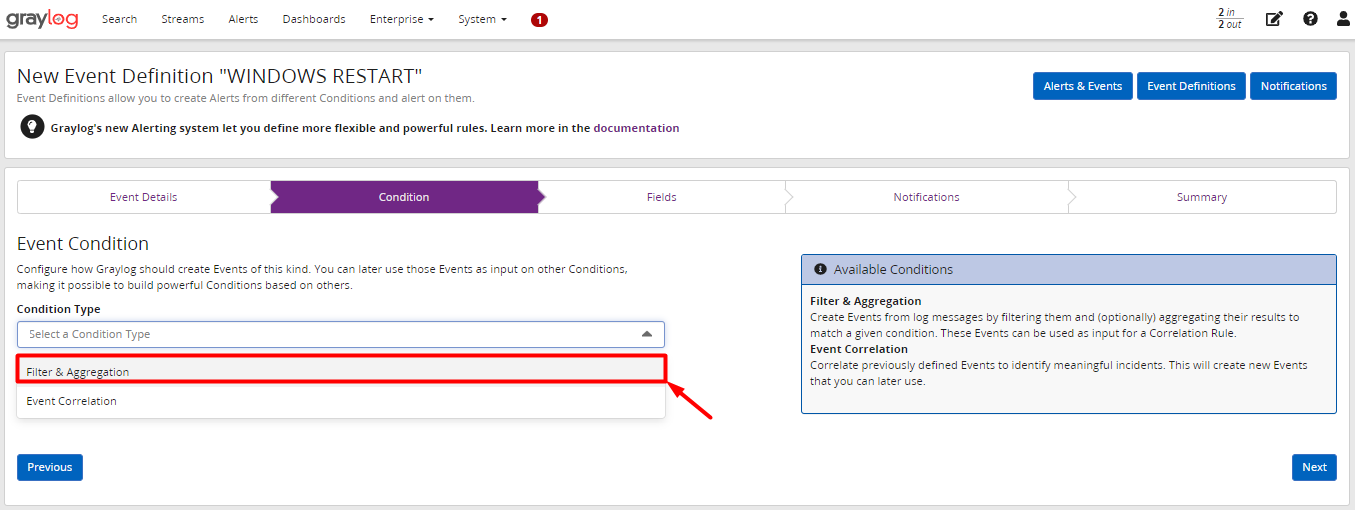 graylog
Search Streams Alerts Dashboards Enterprise System 1
2 in
2 out
New Event Definition "WINDOWS RESTART"
Event Definitions allow you to create Alerts from different Conditions and alert on them.
Alerts & Events Event Definitions Notifications
Graylog's new Alerting system let you define more flexible and powerful rules. Learn more in the documentation
Event Details Condition Fields Notifications Summary
Event Condition
Configure how Graylog should create Events of this kind. You can later use those Events as input on other Conditions,
making it possible to build powerful Conditions based on others.
Condition Type
Select a Condition Type
Filter & Aggregation
Event Correlation
Available Conditions
Filter & Aggregation
Create Events from log messages by filtering them and (optionally) aggregating their results to
match a given condition. These Events can be used as input for a Correlation Rule.
Event Correlation
Correlate previously defined Events to identify meaningful incidents. This will create new Events
that you can later use.
Previous
Next